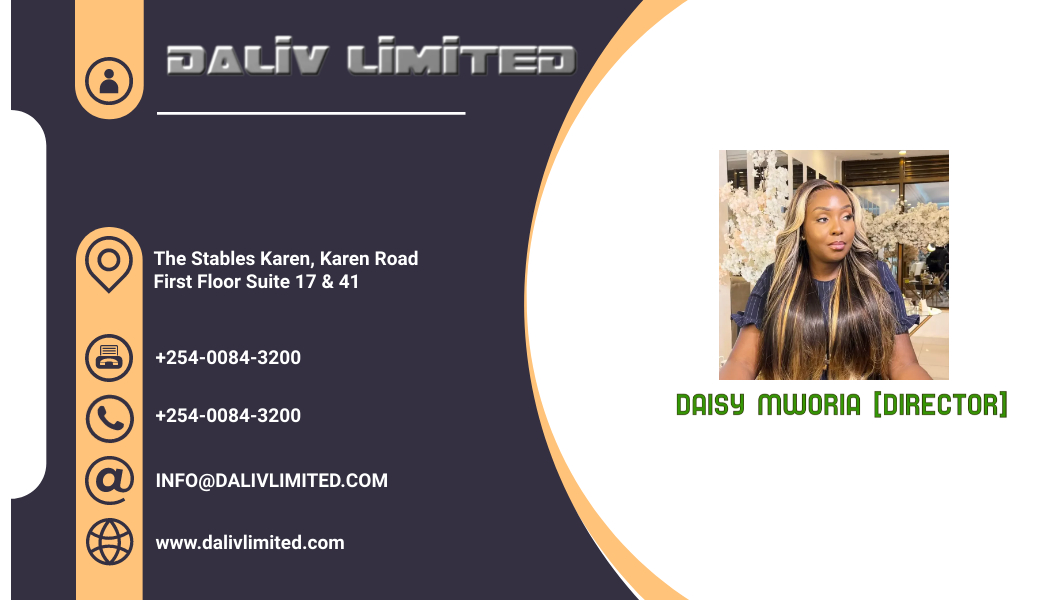 DALIV LIMITED
The Stables Karen, Karen Road
First Floor Suite 17 & 41
+254-0084-3200
+254-0084-3200
INFO@DALIVLIMITED.COM
www.dalivlimited.com
DAISY MWORIA [DIRECTOR]